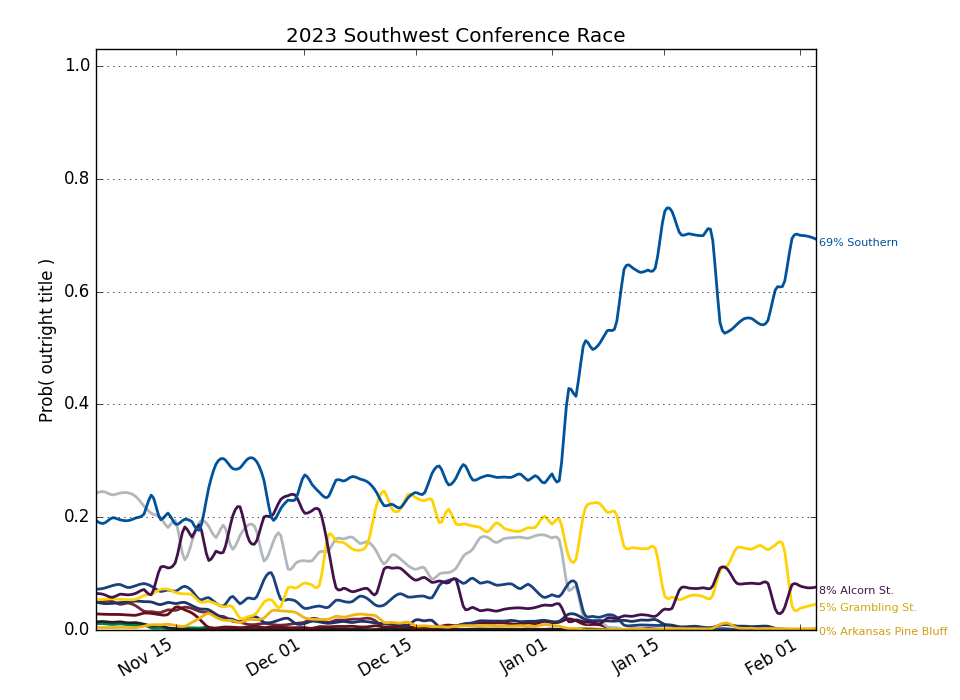 2023 Southwest Conference Race
Prob( outright title )
1.0
0.8
0.6
0.4
0.2
0.0
69% Southern
8% Alcorn St.
5% Grambling St.
0% Arkansas Pine Bluff
Nov 15
Dec 01
Dec 15
Jan 01
Jan 15
Feb 01